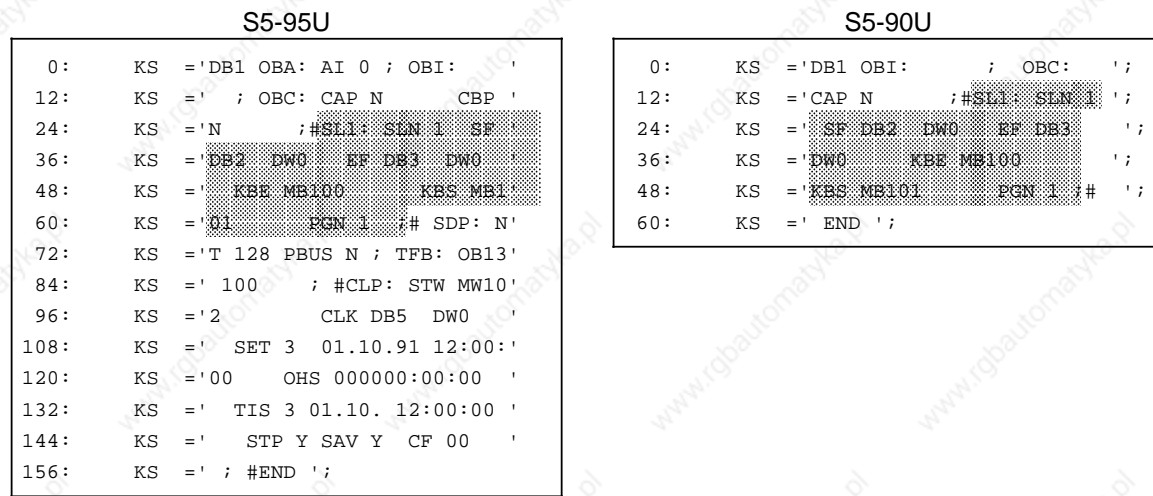 S5-95U
0: KS ='DB1 OBA: AI 0 ; OBI: '
12: KS =' ; OBC: CAP N CBP '
24: KS ='N ;#SL1: SLN 1 SF '
36: KS ='DB2 DW0 EF DB3 DW0 '
48: KS =' KBE MB100 KBS MB1'
60: KS ='01 PGN 1 ;# SDP: N'
72: KS ='T 128 PBUS N ; TFB: OB13'
84: KS =' 100 ; #CLP: STW MW10'
96: KS ='2 CLK DB5 DW0 '
108: KS =' SET 3 01.10.91 12:00:'
120: KS ='00 OHS 000000:00:00 '
132: KS =' TIS 3 01.10. 12:00:00 '
144: KS =' STP Y SAV Y CF 00 '
156: KS =' ; #END ';
S5-90U
0: KS ='DB1 OBI: ; OBC: ';
12: KS ='CAP N ;#SL1: SLN 1 ';
24: KS =' SF DB2 DW0 EF DB3 ';
36: KS ='DW0 KBE MB100 ';
48: KS ='KBS MB101 PGN 1 ;# ';
60: KS =' END ';
www.rgbautomatyka.pl